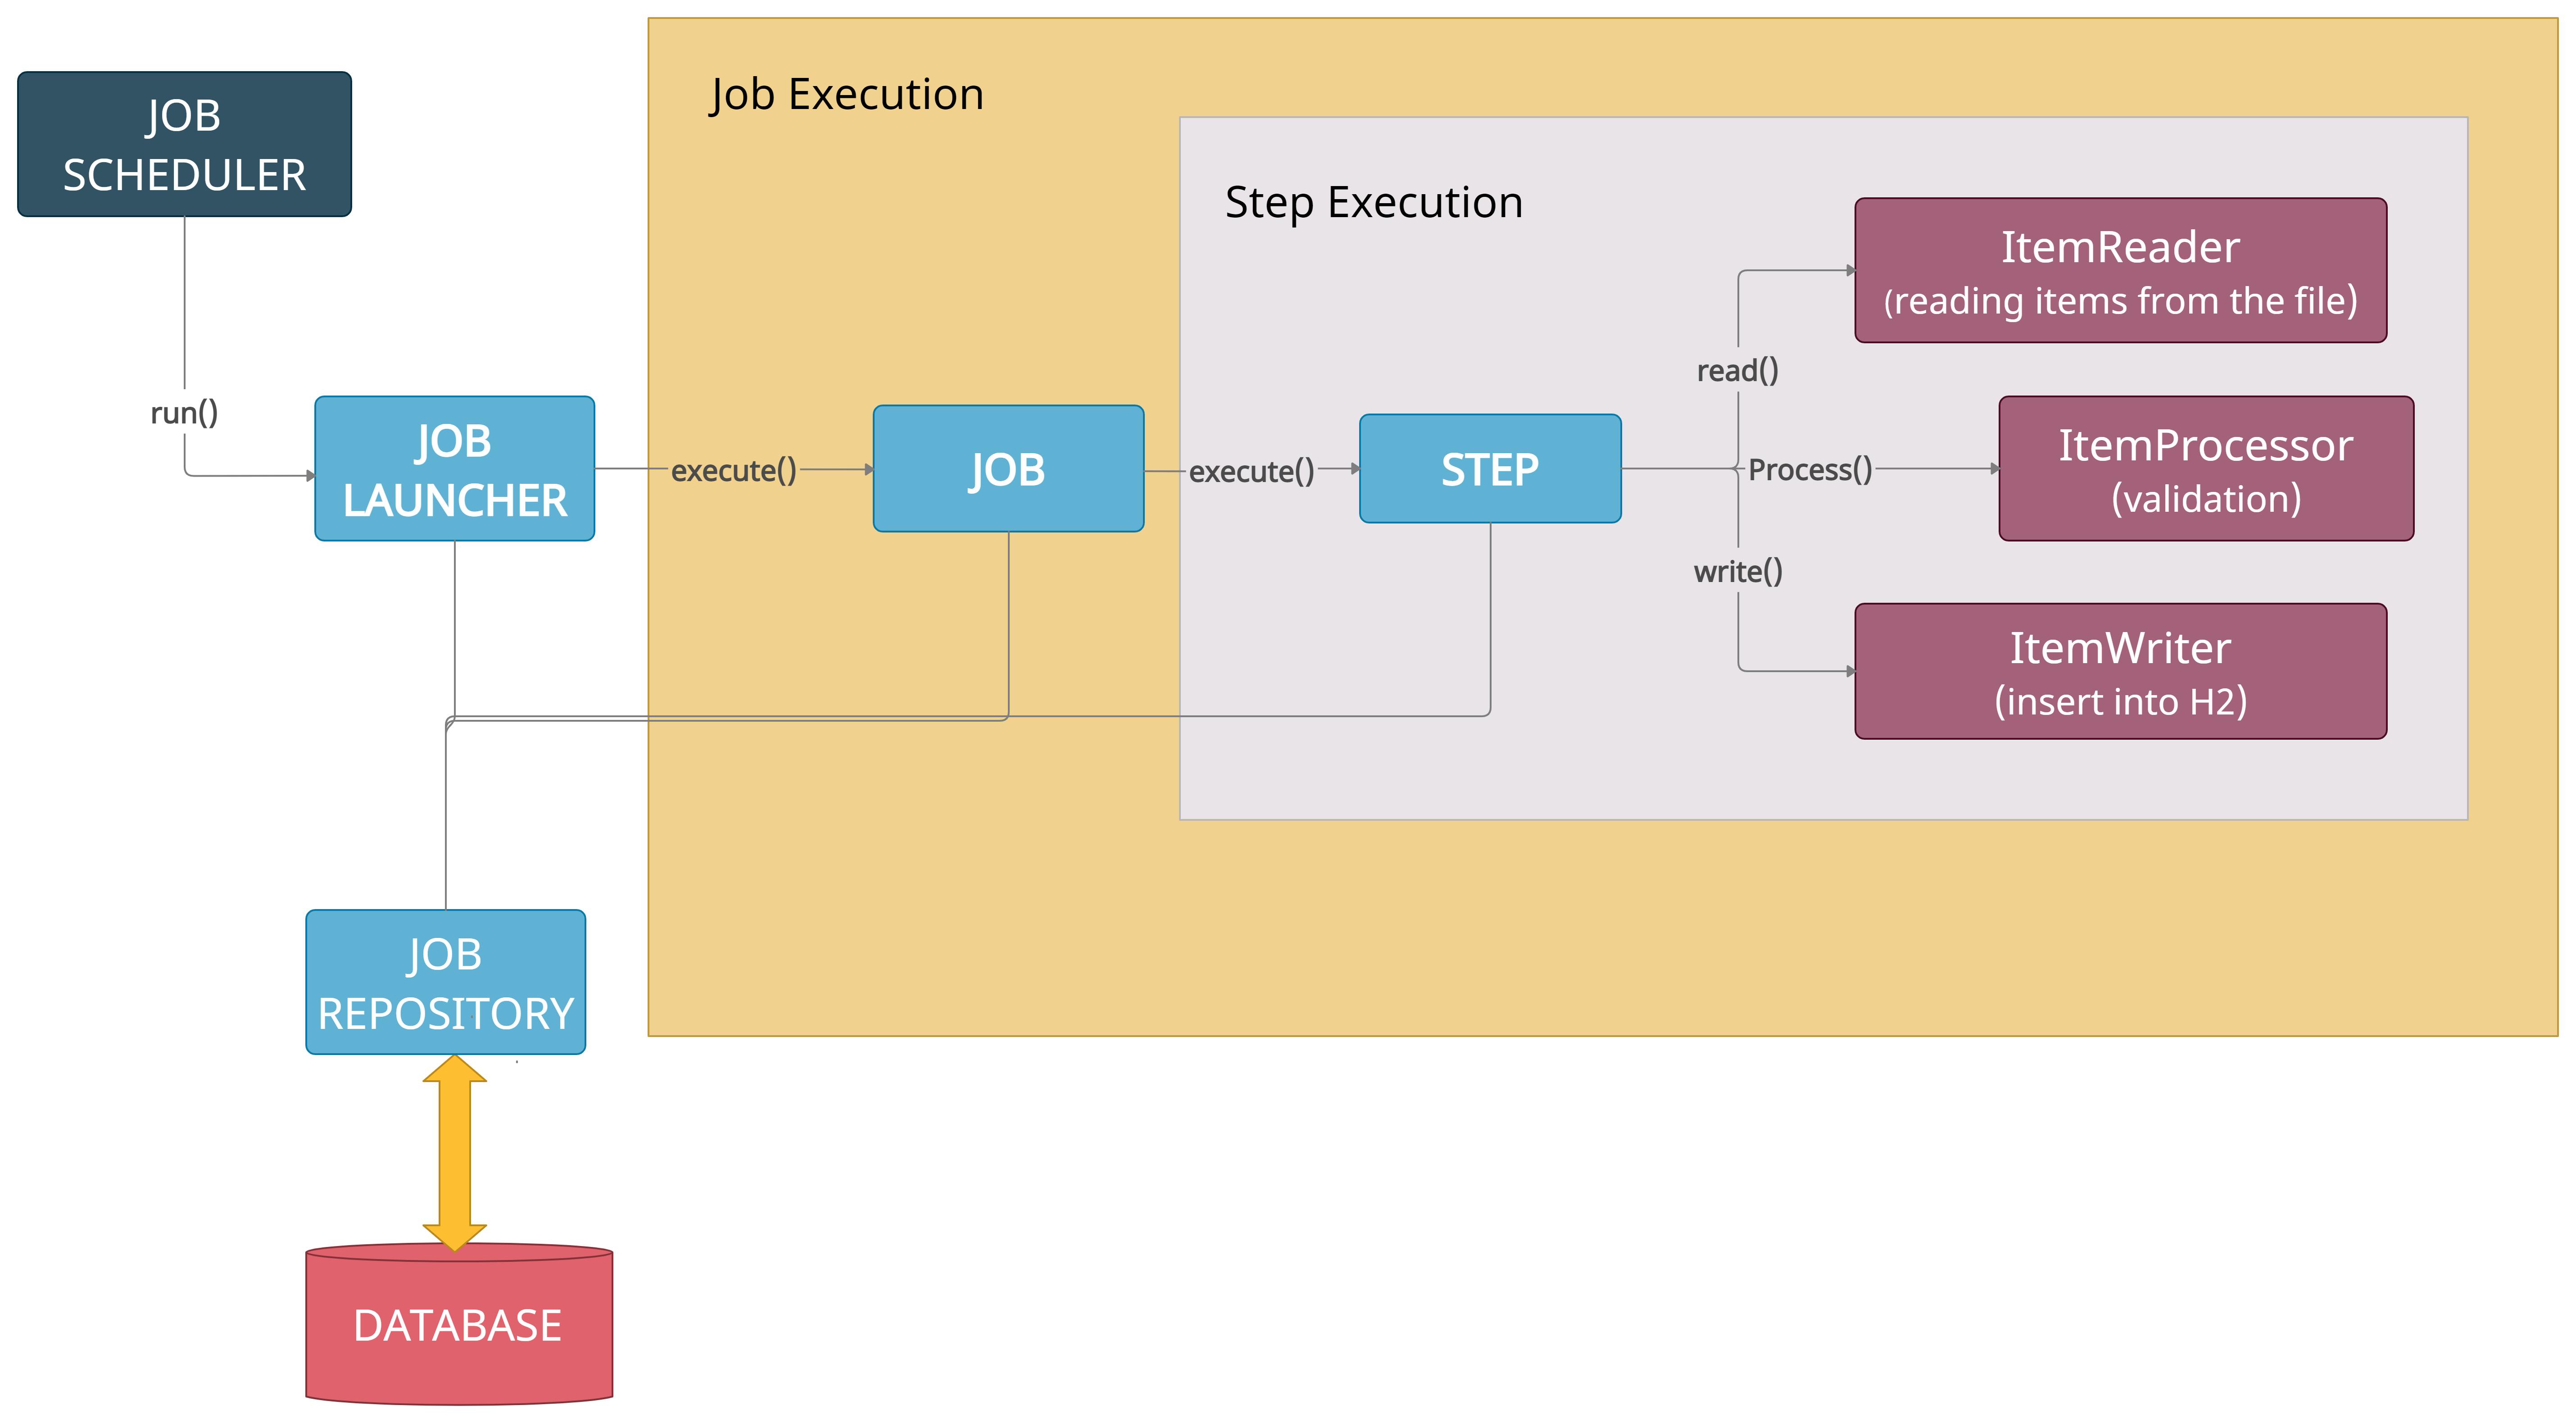 Job Execution
JOB
SCHEDULER
Step Execution
ItemReader
(reading items from the file)
read()
run()
JOB
LAUNCHER
execute()
JOB
execute()
STEP
Process()
ItemProcessor
(validation)
write()
ItemWriter
(insert into H2)
JOB
REPOSITORY
DATABASE